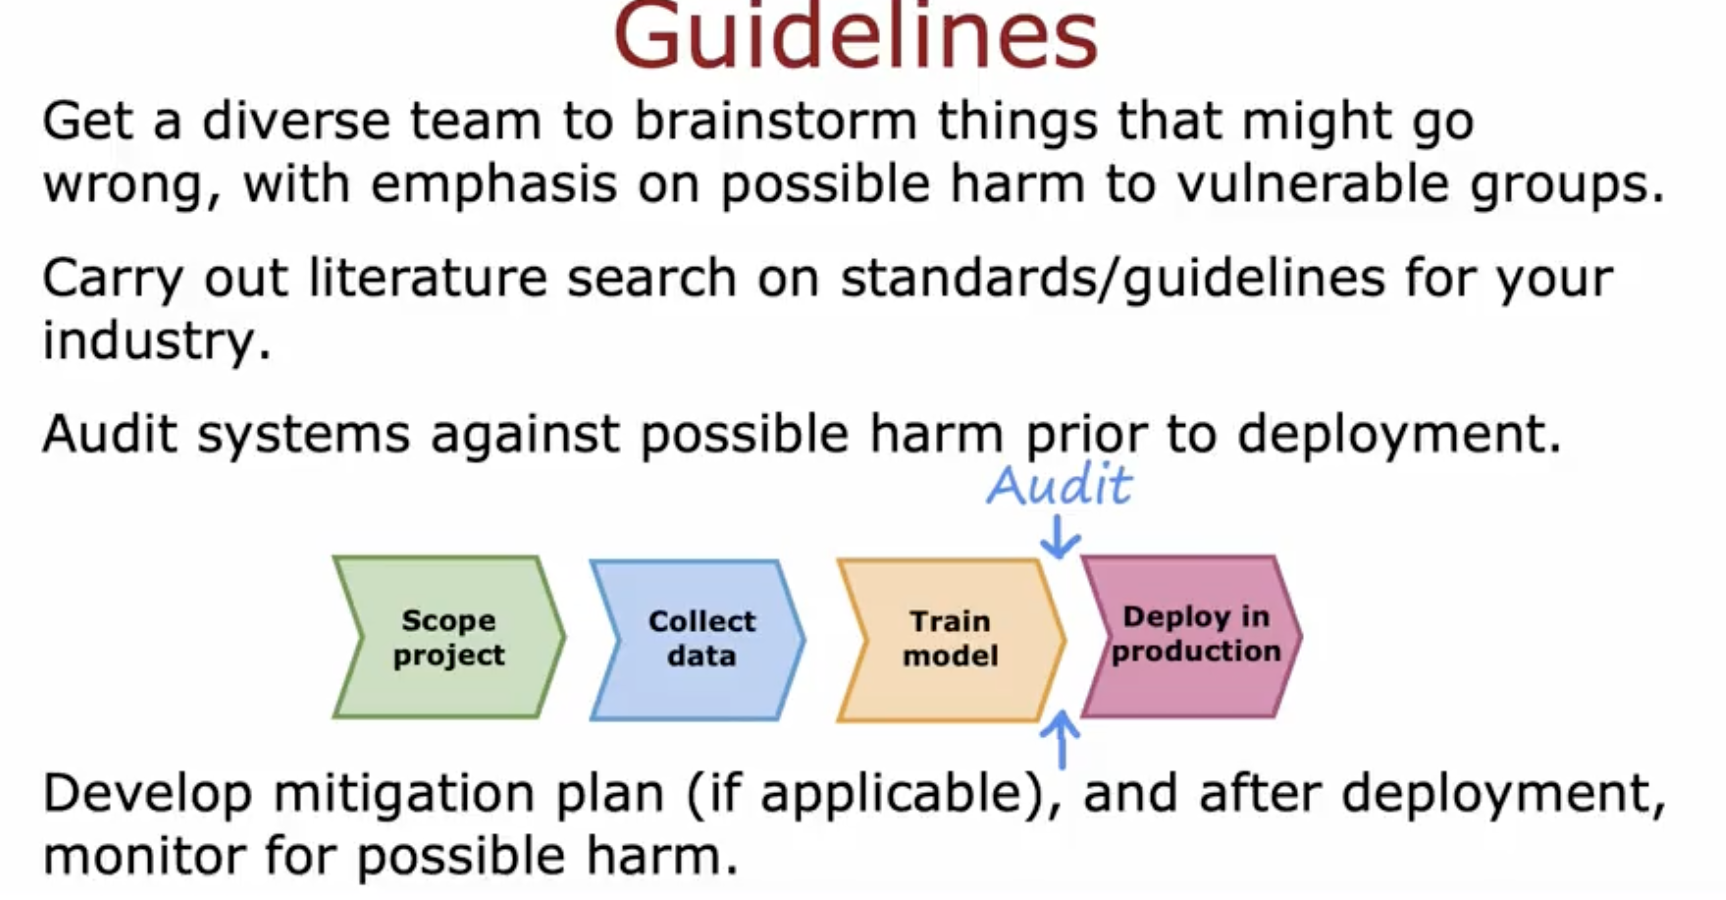 Guidelines
Get a diverse team to brainstorm things that might go
wrong, with emphasis on possible harm to vulnerable groups.
Carry out literature search on standards/guidelines for your
industry.
Audit systems against possible harm prior to deployment.
Audit
Scope
project
Collect
data
Train
model
Deploy in
production
Develop mitigation plan (if applicable), and after deployment,
monitor for possible harm.